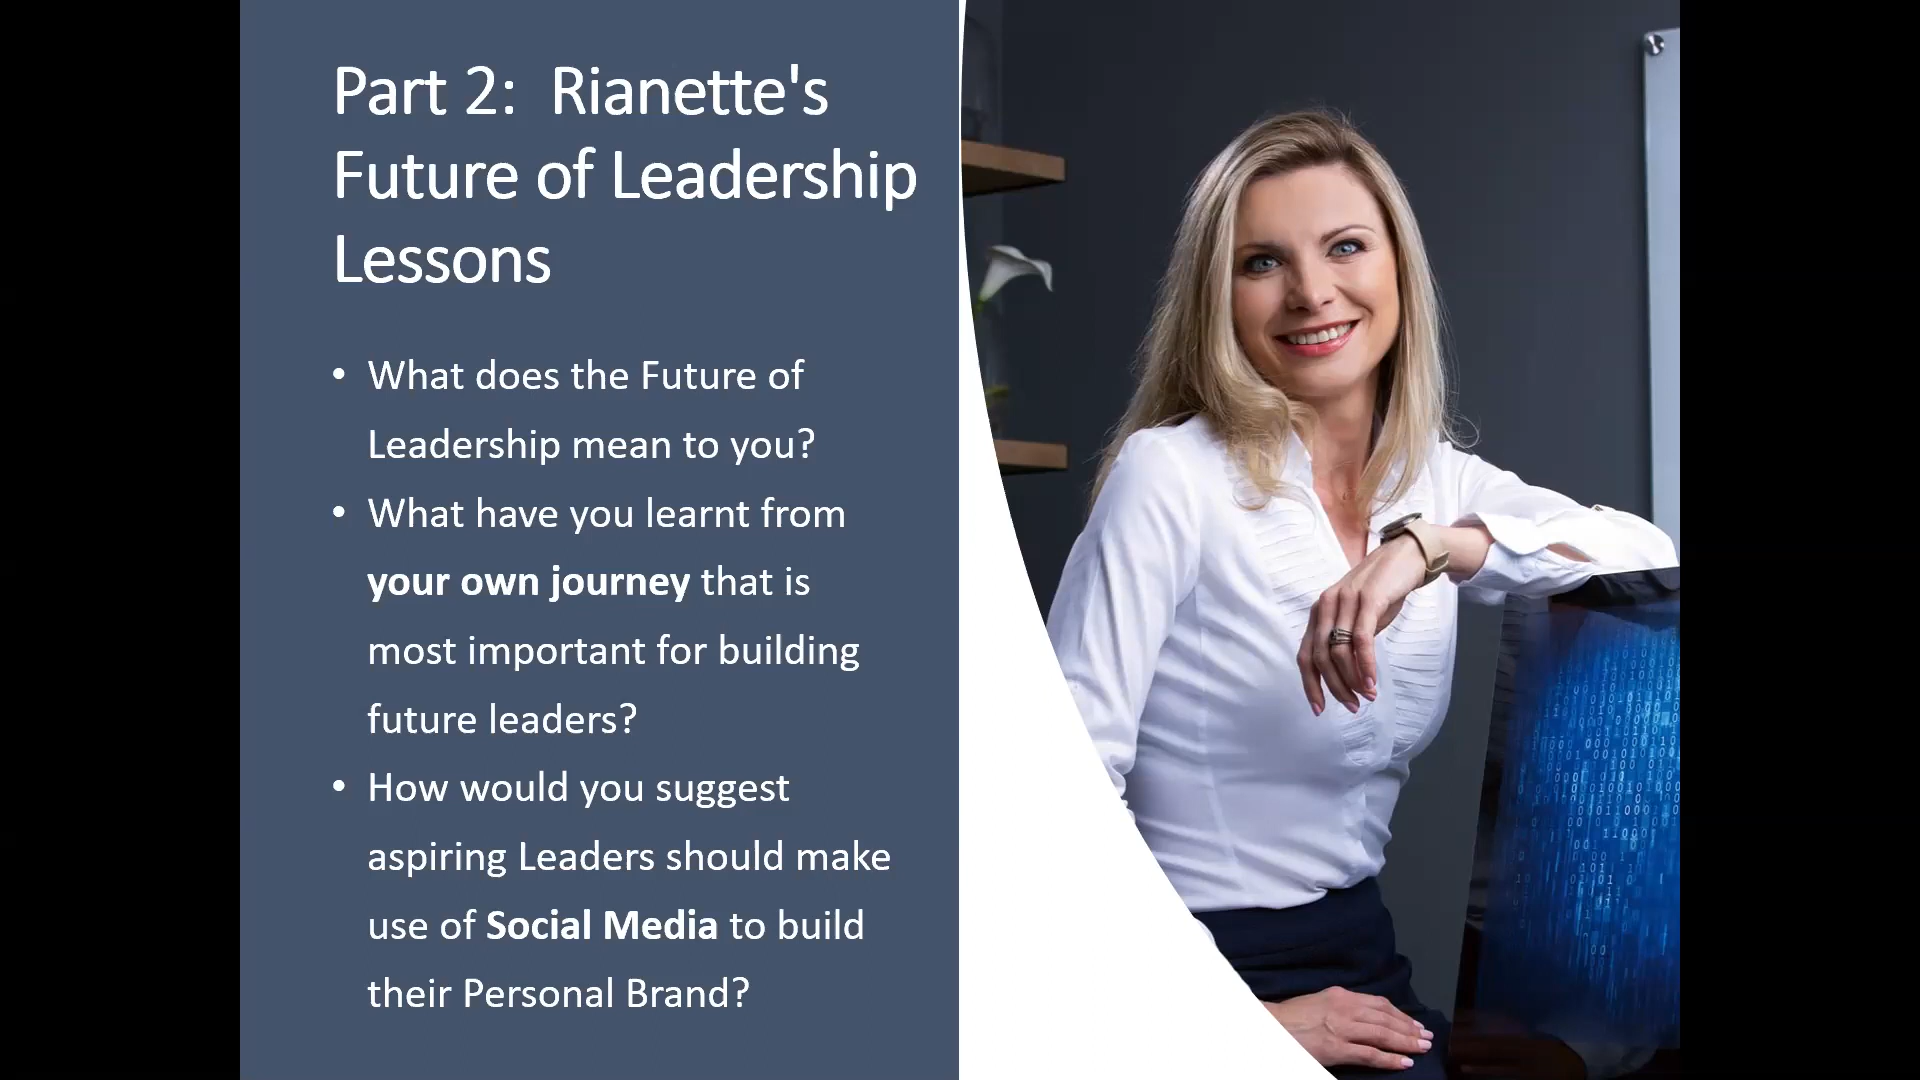 Part 2:  Rianette's
Future of Leadership
Lessons
• What does the Future of
Leadership mean to you?
• What have you learnt from
your own journey that is
most important for building
future leaders?
• How would you suggest
aspiring Leaders should make
use of Social Media to build
their Personal Brand?